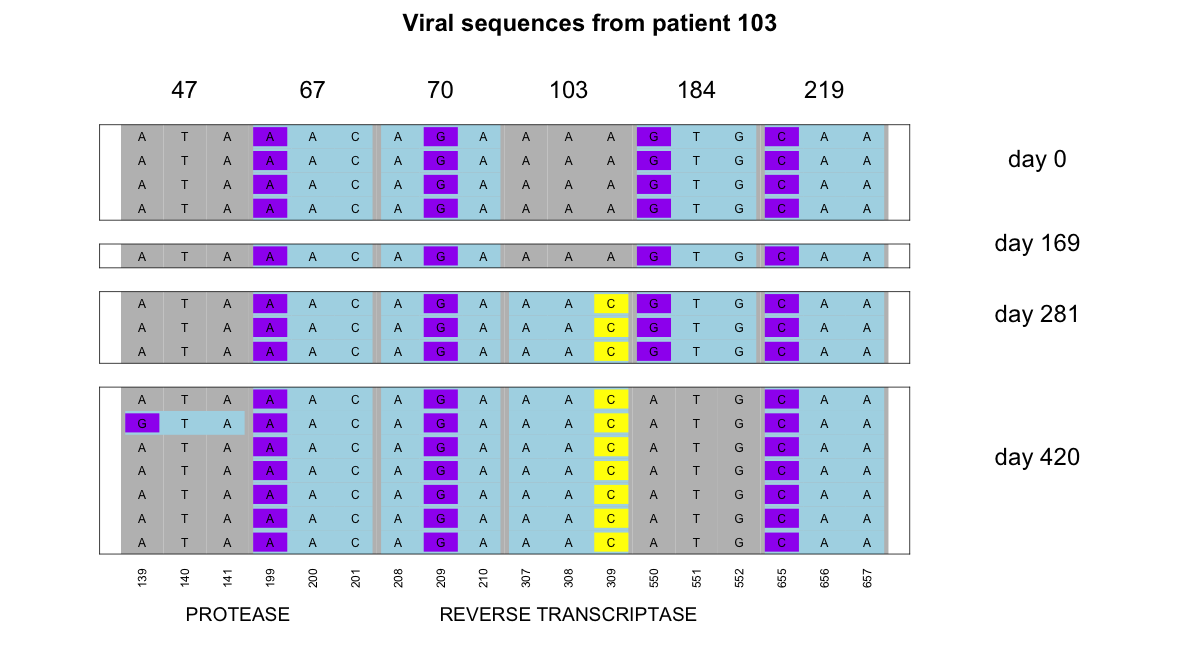 Viral sequences from patient 103
47 67 70 103 184 219
A T A A A C A G A A A A G T G C A A
A T A A A C A G A A A A G T G C A A
day 0
A T A A A C A G A A A A G T G C A A
A T A A A C A G A A A A G T G C A A
day 169
A T A A A C A G A A A A G T G C A A
A T A A A C A G A A A C G T G C A A
day 281
A T A A A C A G A A A C G T G C A A
A T A A A C A G A A A C G T G C A A
A T A A A C A G A A A C A T G C A A
G T A A A C A G A A A C A T G C A A
A T A A A C A G A A A C A T G C A A
day 420
A T A A A C A G A A A C A T G C A A
A T A A A C A G A A A C A T G C A A
A T A A A C A G A A A C A T G C A A
A T A A A C A G A A A C A T G C A A
139 140 141 199 200 201 208 209 210 307 308 309 550 551 552 655 656 657
PROTEASE REVERSE TRANSCRIPTASE